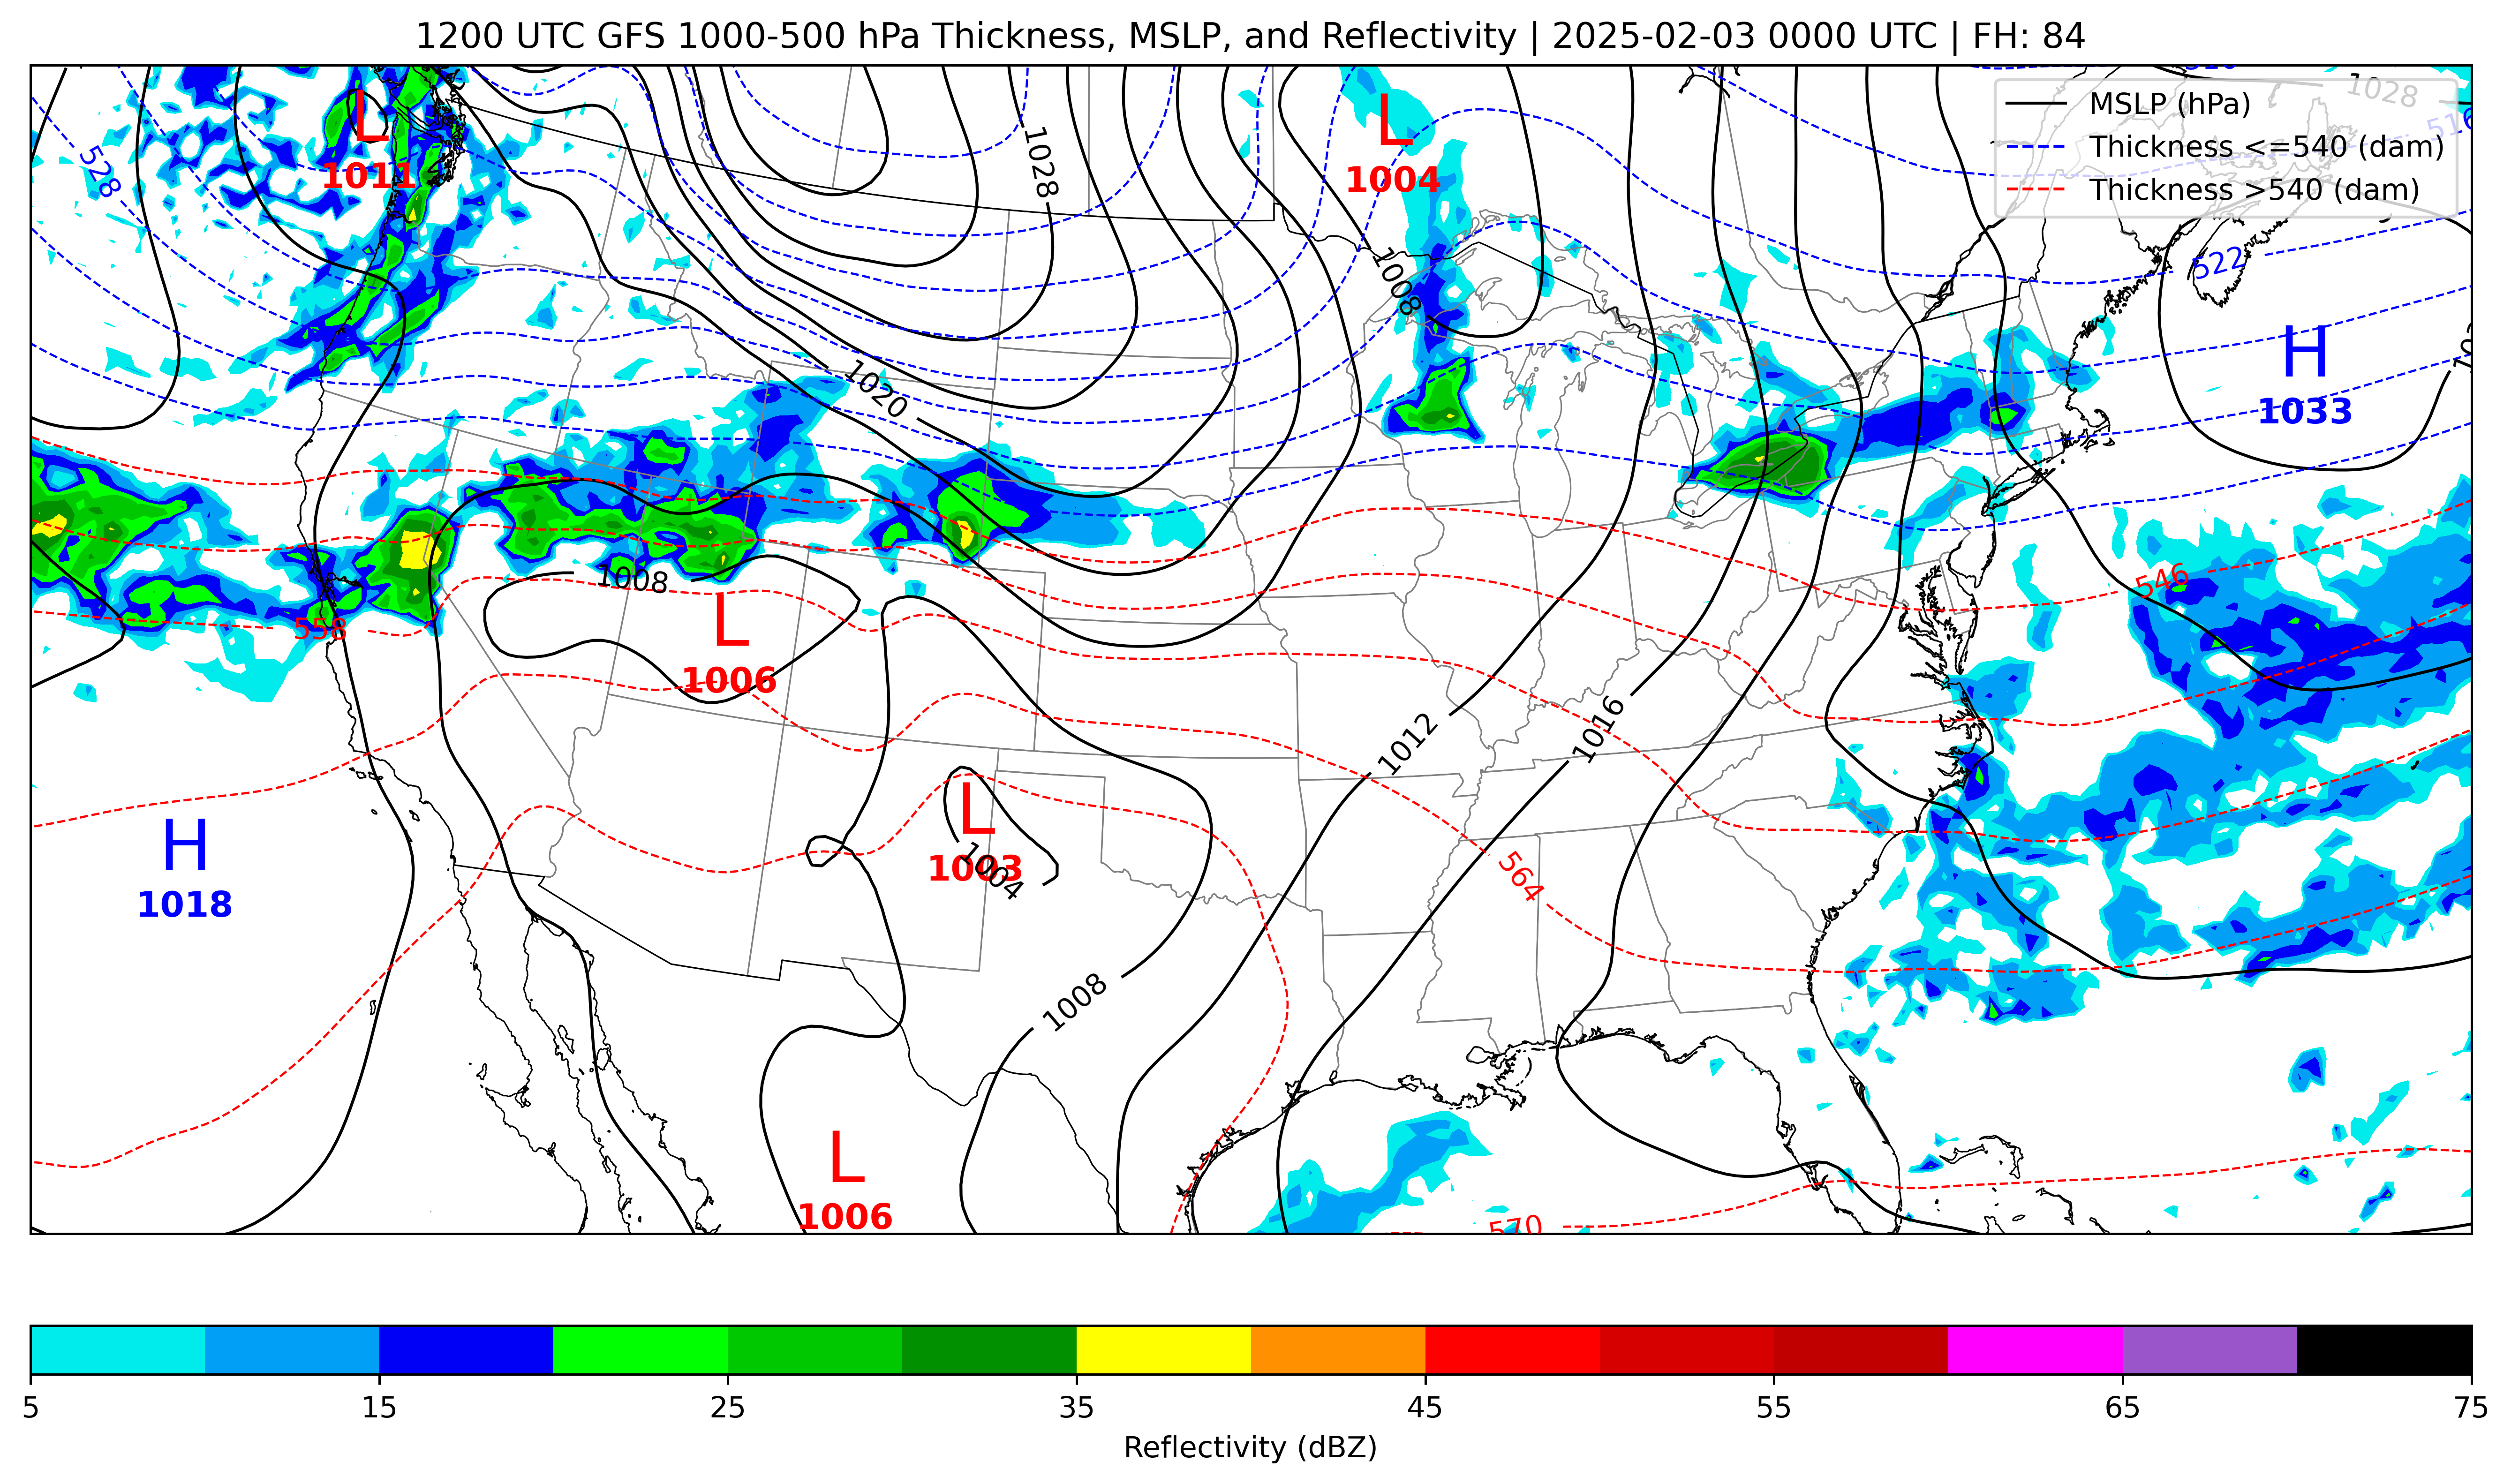 1200 UTC GFS 1000-500 hPa Thickness, MSLP, and Reflectivity | 2025-02-03 0000 UTC | FH: 84
MSLP (hPa)
Thickness <=540 (dam)
Thickness >540 (dam)
1028
516
L
1011
L
1004
528
1028
522
1008
H
1033
1020
546
1008
558
L
1006
1012
1016
L
1003
1004
H
1018
564
1008
L
1006
570
5 15 25 35 45 55 65 75
Reflectivity (dBZ)